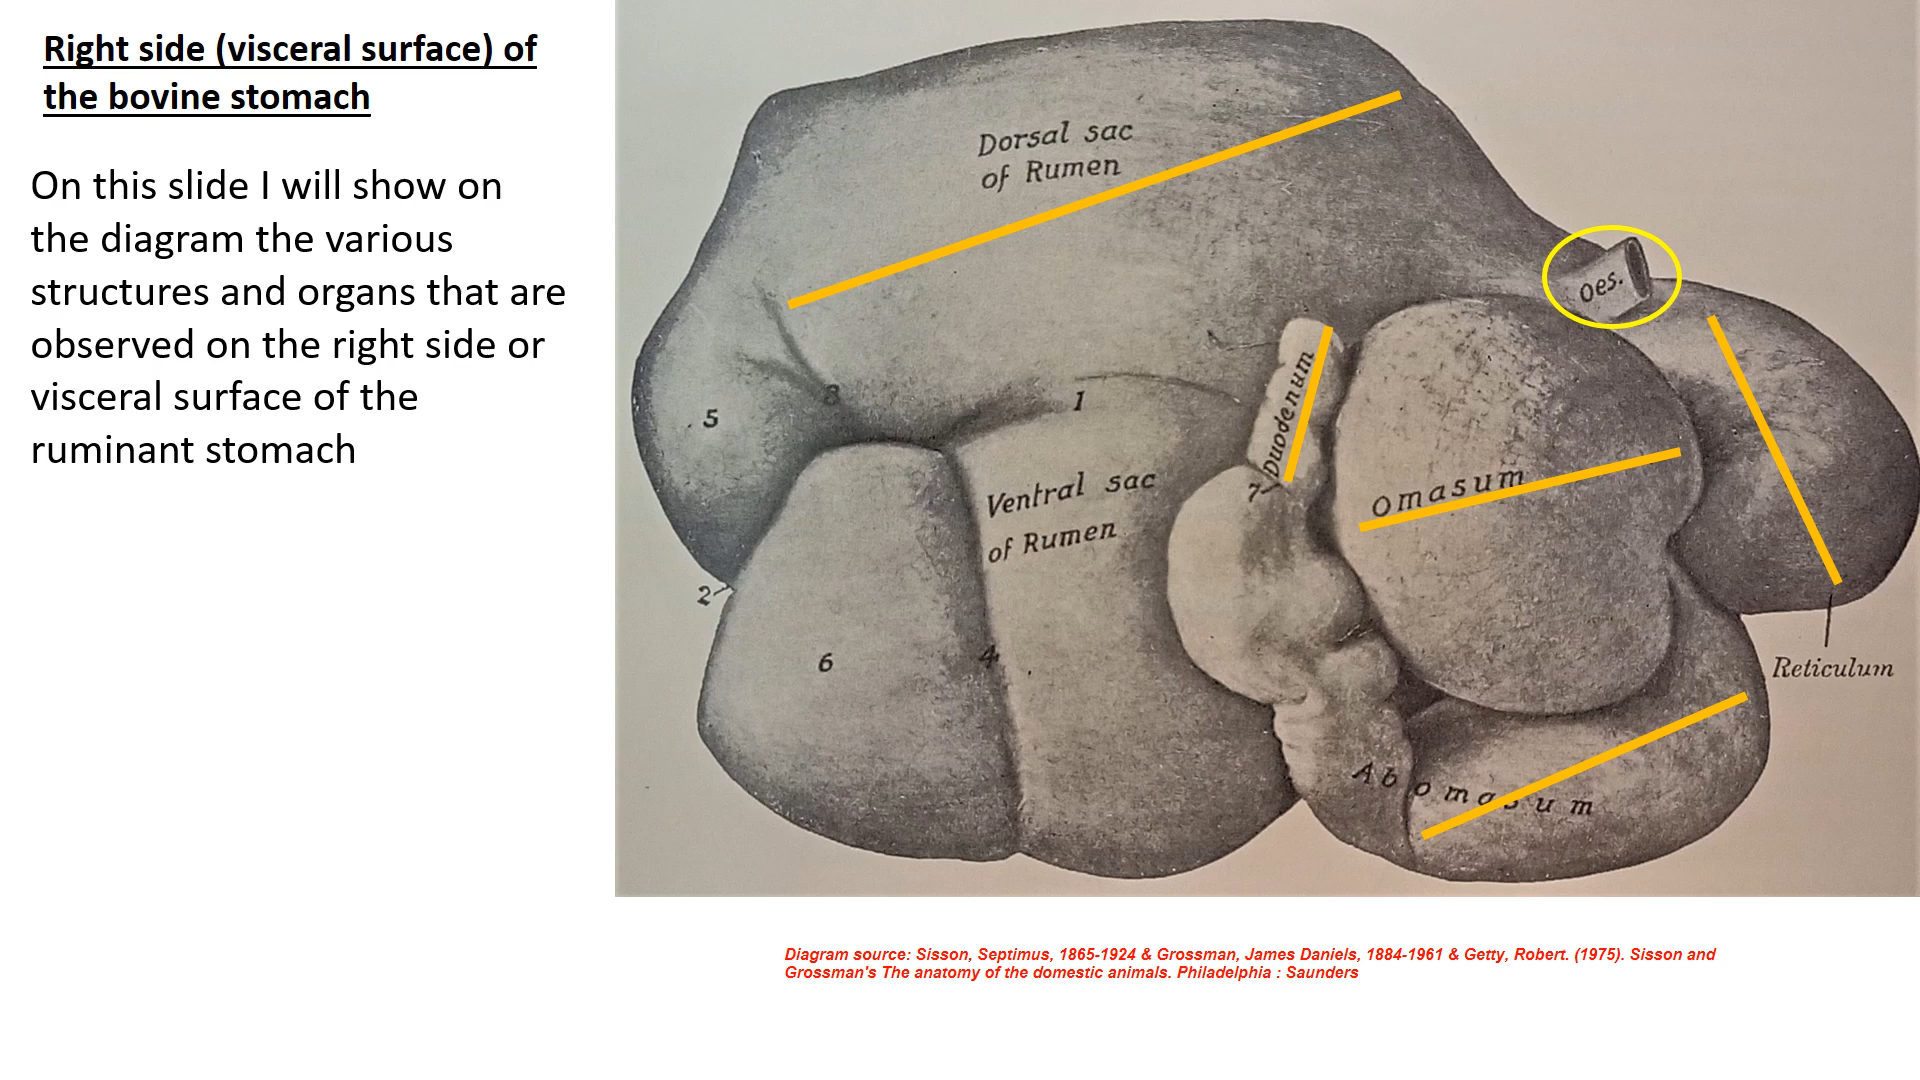 Right side (visceral surface) of
the bovine stomach
On this slide I will show on
the diagram the various
structures and organs that are
observed on the right side or
visceral surface of the
ruminant stomach
Dorsal sac
of Rumen
Oes.
Duodenum
1
3
5
Ventral sac
of Rumen
7
Omasum
2
6
4
Reticulum
Abomasum
Diagram source: Sisson, Septimus, 1865-1924 & Grossman, James Daniels, 1884-1961 & Getty, Robert. (1975). Sisson and
Grossman's The anatomy of the domestic animals. Philadelphia : Saunders